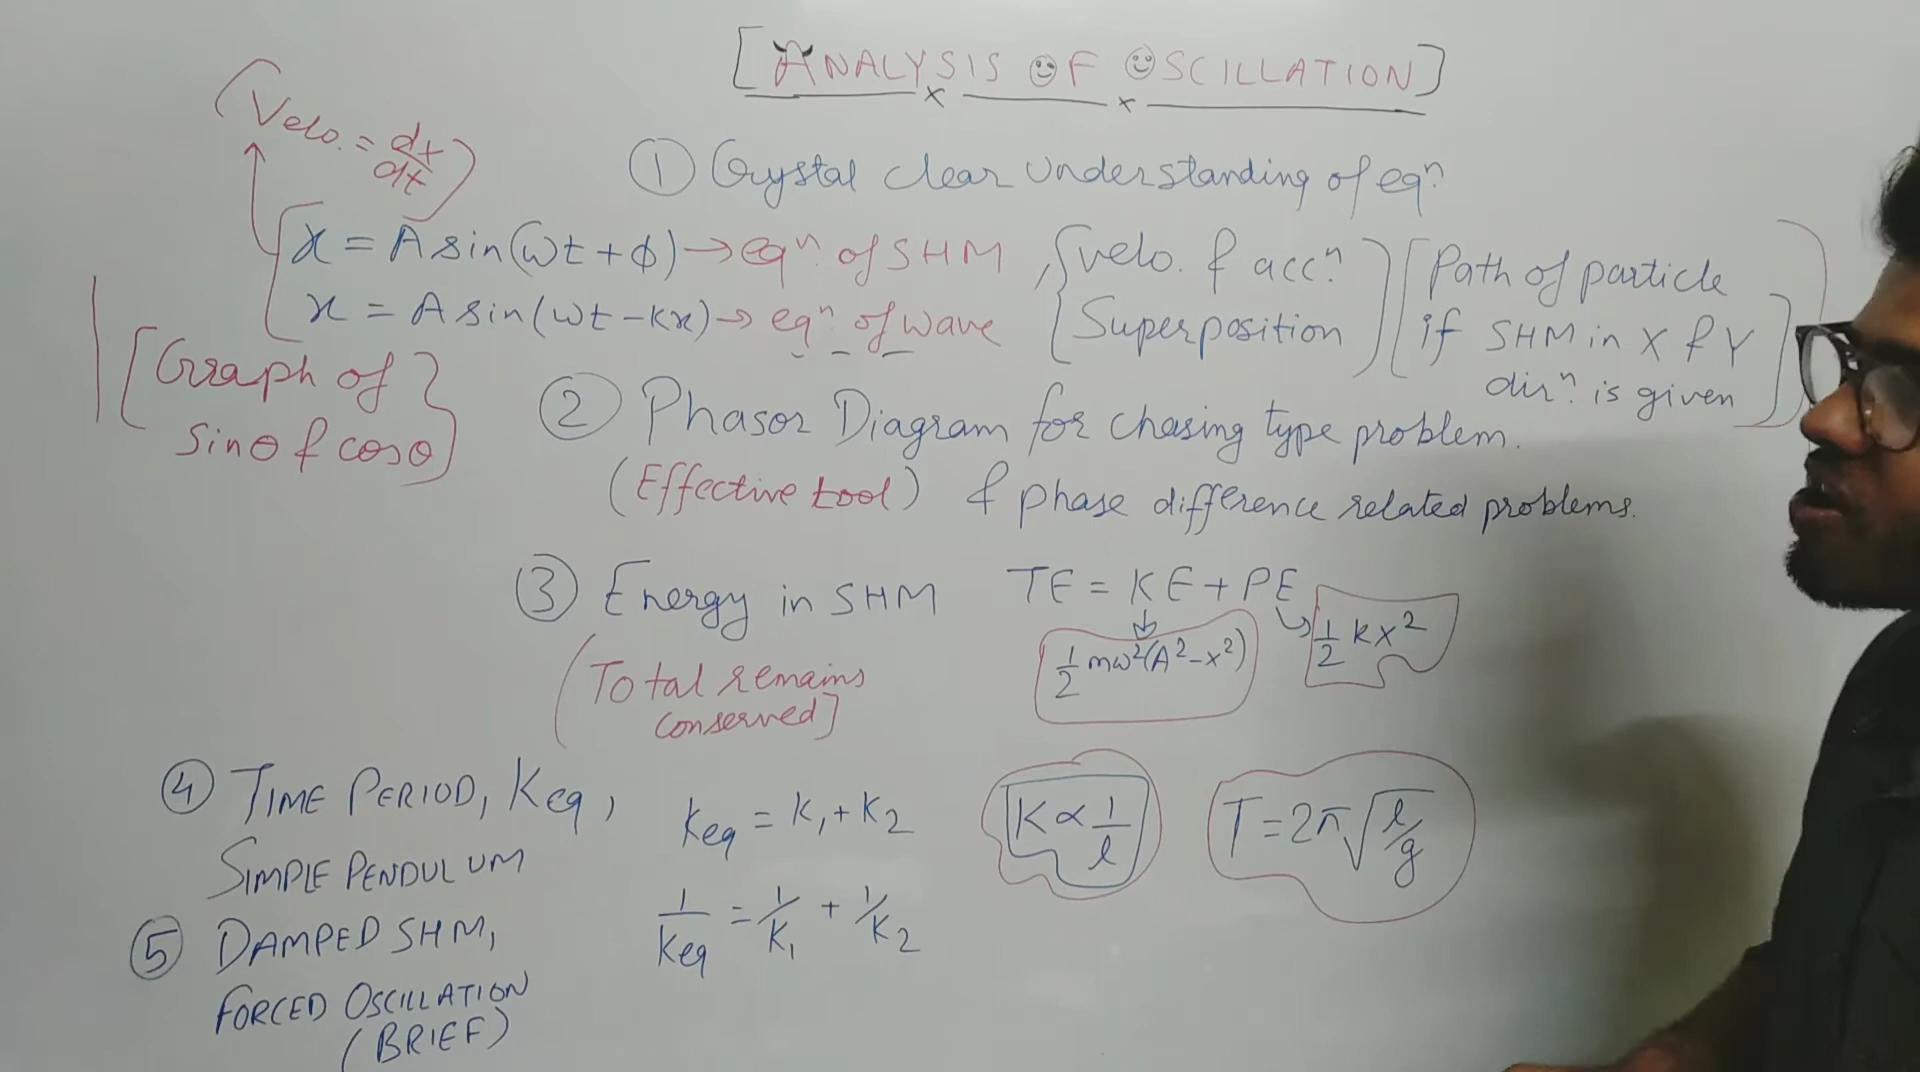 [ANALYSIS OF OSCILLATION]
(Velo. = dx/dt)
① Crystal clear understanding of eqⁿ.
x = A sin(ωt + ϕ) → eqⁿ. of SHM
x = A sin(ωt - kx) → eqⁿ. of wave
, {velo. & accⁿ.
Superposition}
[Path of particle
if SHM in X & Y
dirⁿ. is given]
[Graph of
sinθ & cosθ}
② Phasor Diagram for chasing type problem.
(Effective tool) & phase difference related problems.
③ Energy in SHM TE = KE + PE
(Total remains
conserved]
1/2 mω²(A² - x²)
1/2 kx²
④ TIME PERIOD, Keq,
SIMPLE PENDULUM
Keq = K₁ + K₂
K ∝ 1/l
T = 2π√(l/g)
1/Keq = 1/K₁ + 1/K₂
⑤ DAMPED SHM,
FORCED OSCILLATION
(BRIEF)